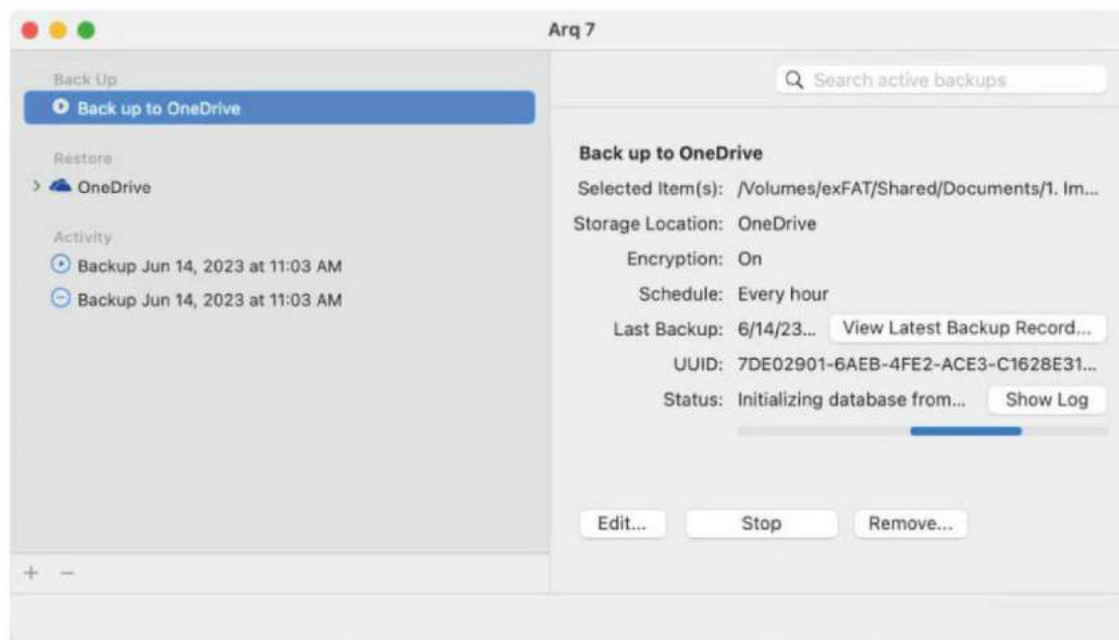 Arq 7
Back Up
Back up to OneDrive
Restore
OneDrive
Activity
Backup Jun 14, 2023 at 11:03 AM
Backup Jun 14, 2023 at 11:03 AM
Search active backups
Back up to OneDrive
Selected Item(s): /Volumes/exFAT/Shared/Documents/1. Im...
Storage Location: OneDrive
Encryption: On
Schedule: Every hour
Last Backup: 6/14/23... View Latest Backup Record...
UUID: 7DE02901-6AEB-4FE2-ACE3-C1628E31...
Status: Initializing database from... Show Log
Edit... Stop Remove...